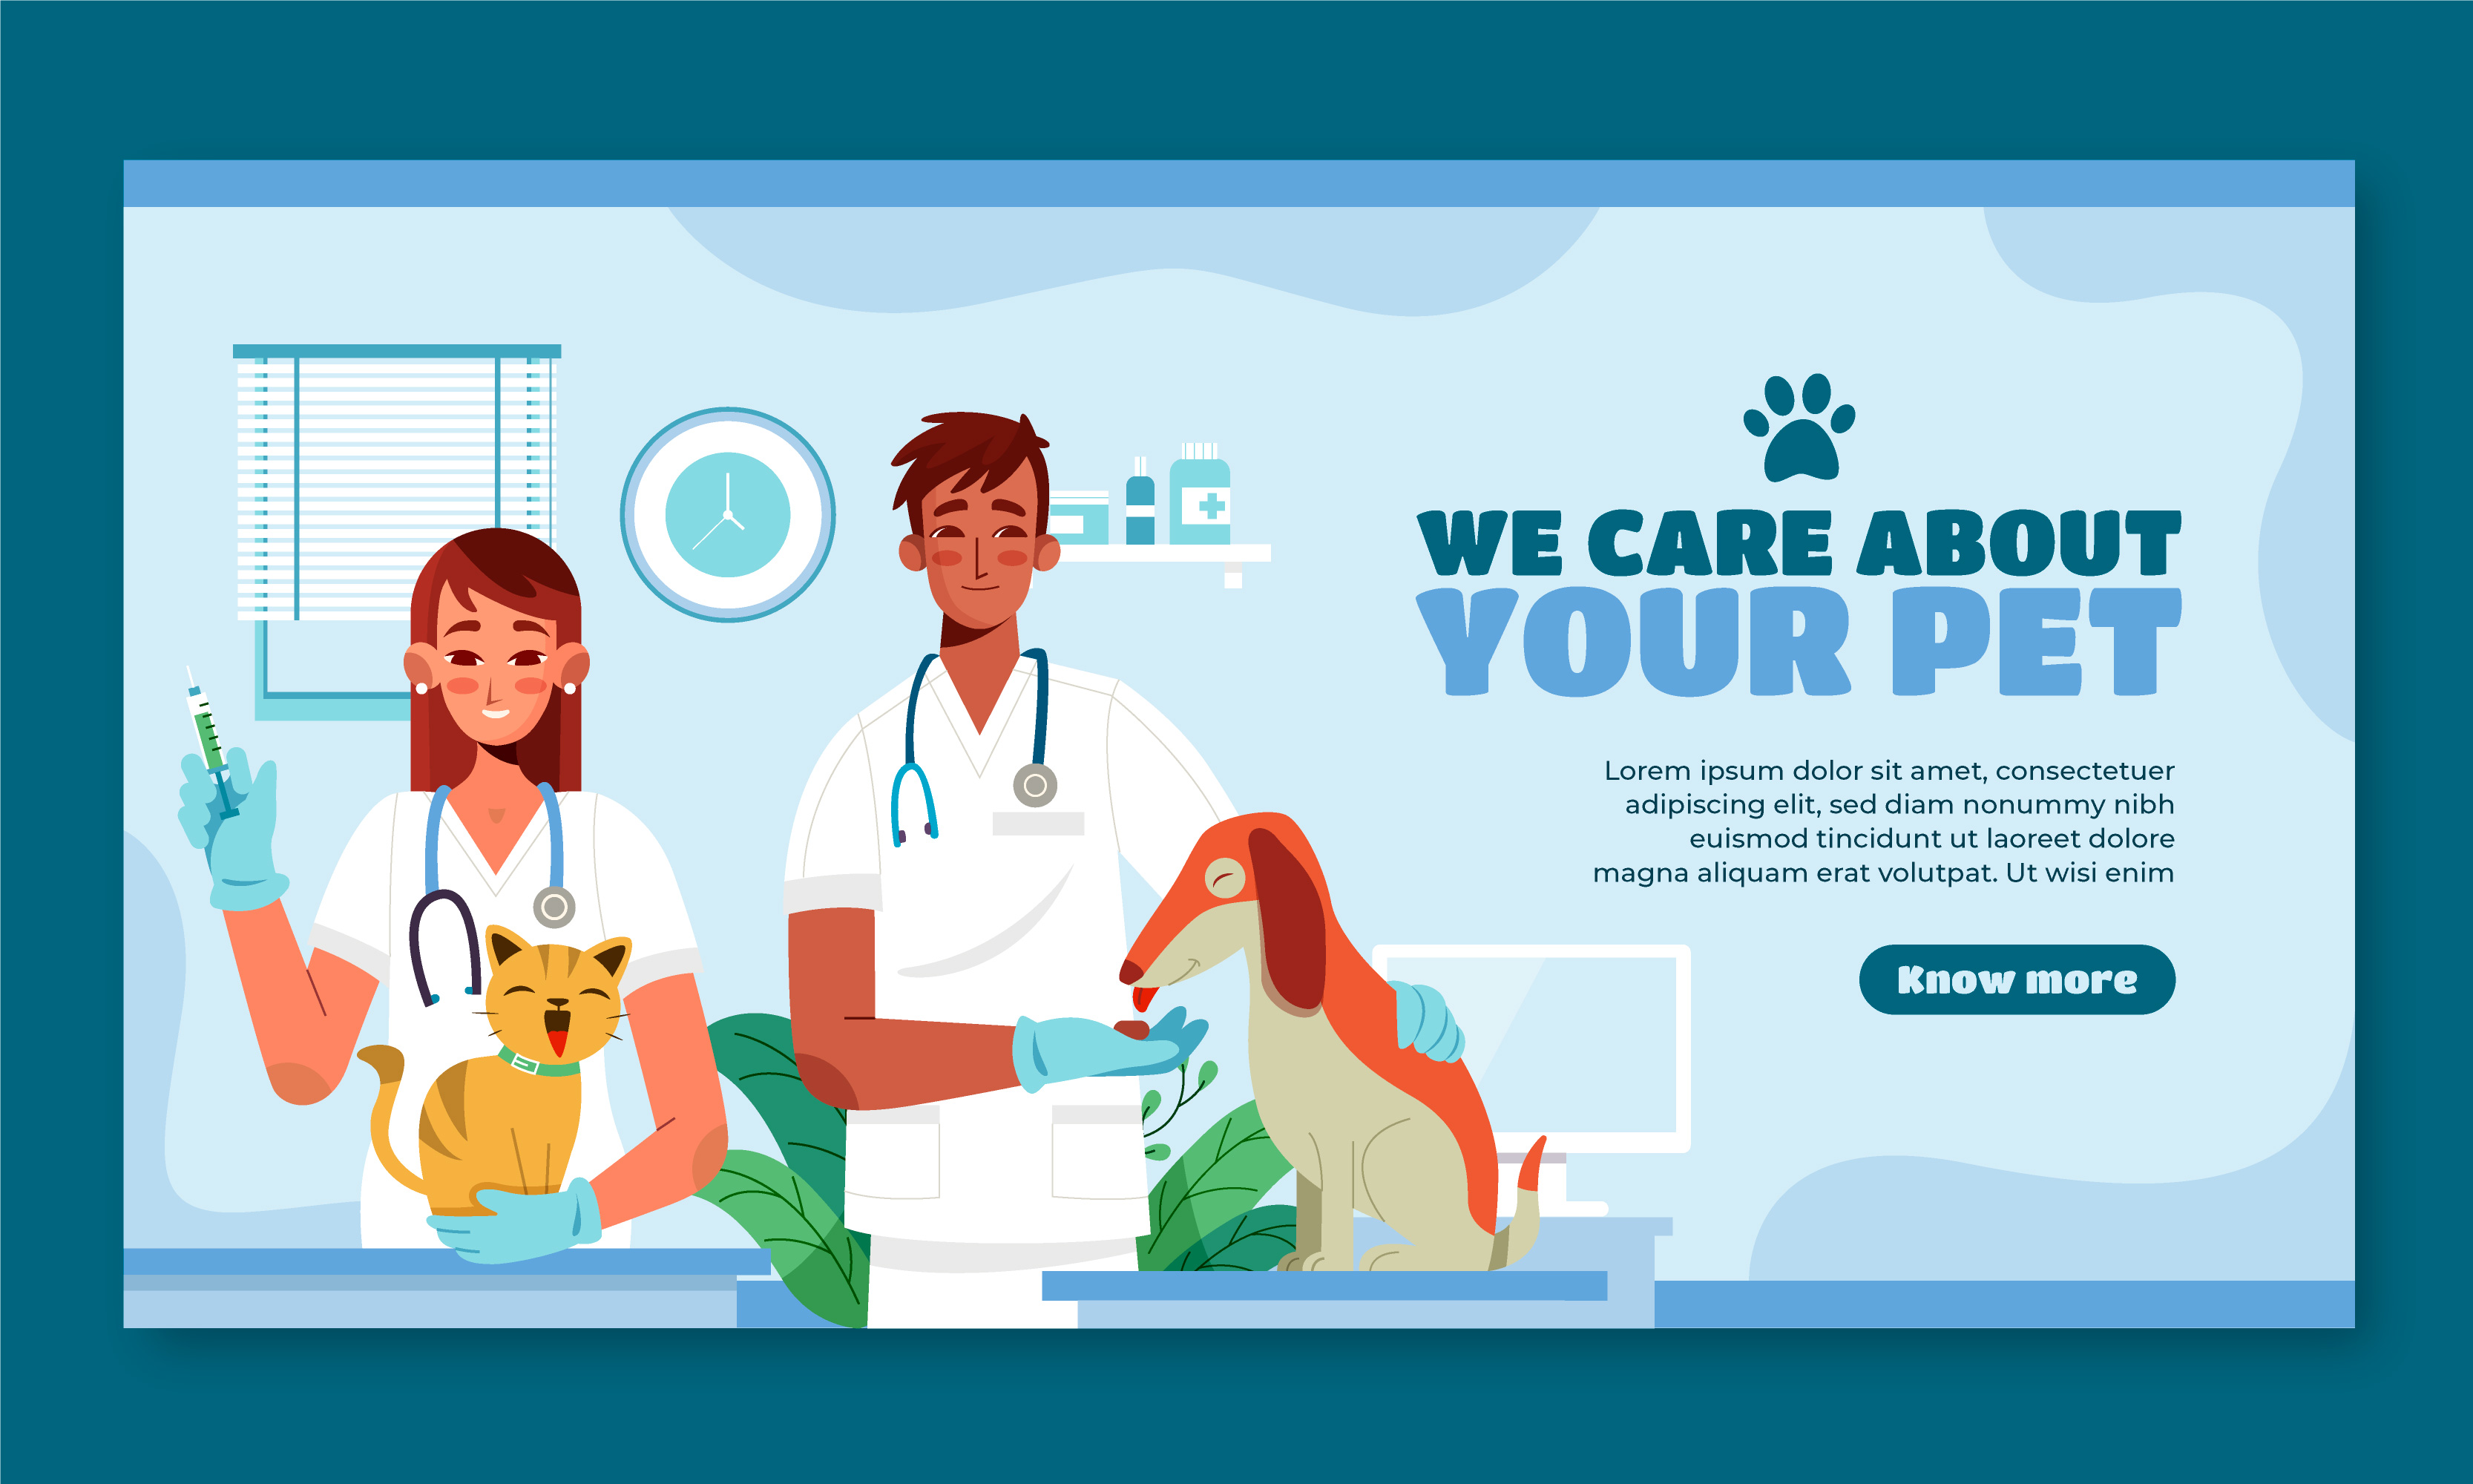 WE CARE ABOUT
YOUR PET
Lorem ipsum dolor sit amet, consectetuer
adipiscing elit, sed diam nonummy nibh
euismod tincidunt ut laoreet dolore
magna aliquam erat volutpat. Ut wisi enim
Know more